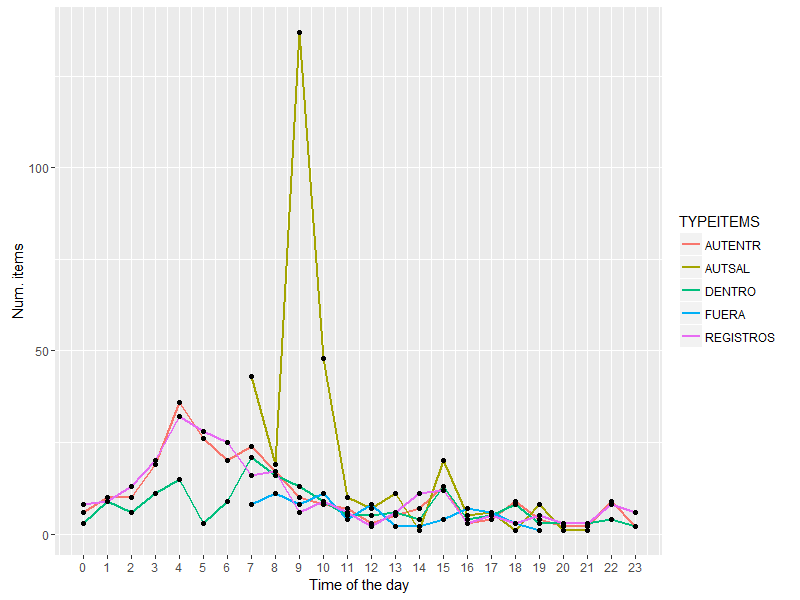 100
50
0
Num. items
0 1 2 3 4 5 6 7 8 9 10 11 12 13 14 15 16 17 18 19 20 21 22 23
Time of the day
TYPEITEMS
AUTENTR
AUTSAL
DENTRO
FUERA
REGISTROS